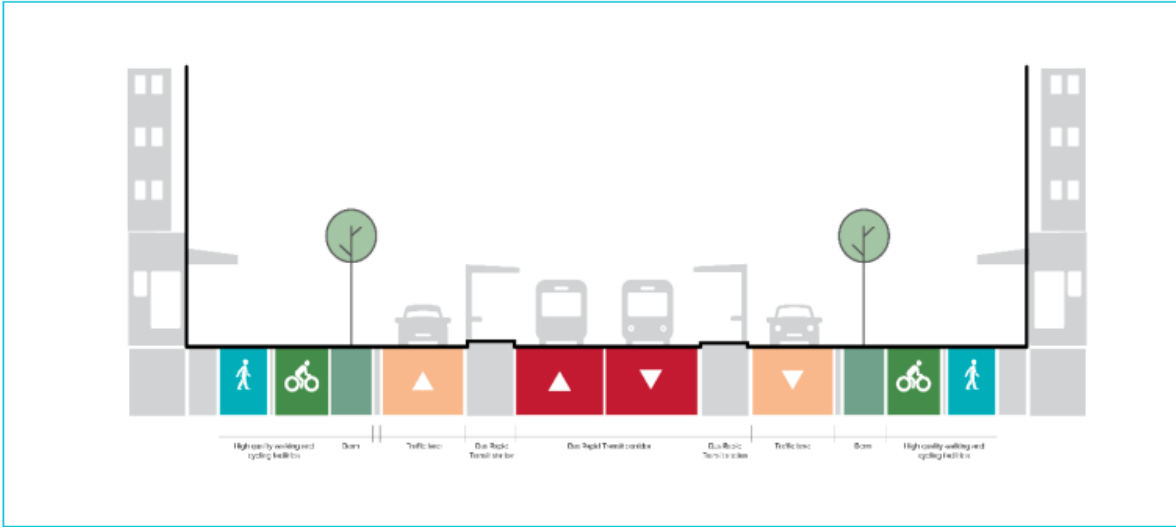 High quality walking and
cycling facilities
Berm
Traffic lane
Bus Rapid
Transit station
Bus Rapid Transit corridor
Bus Rapid
Transit station
Traffic lane
Berm
High quality walking and
cycling facilities